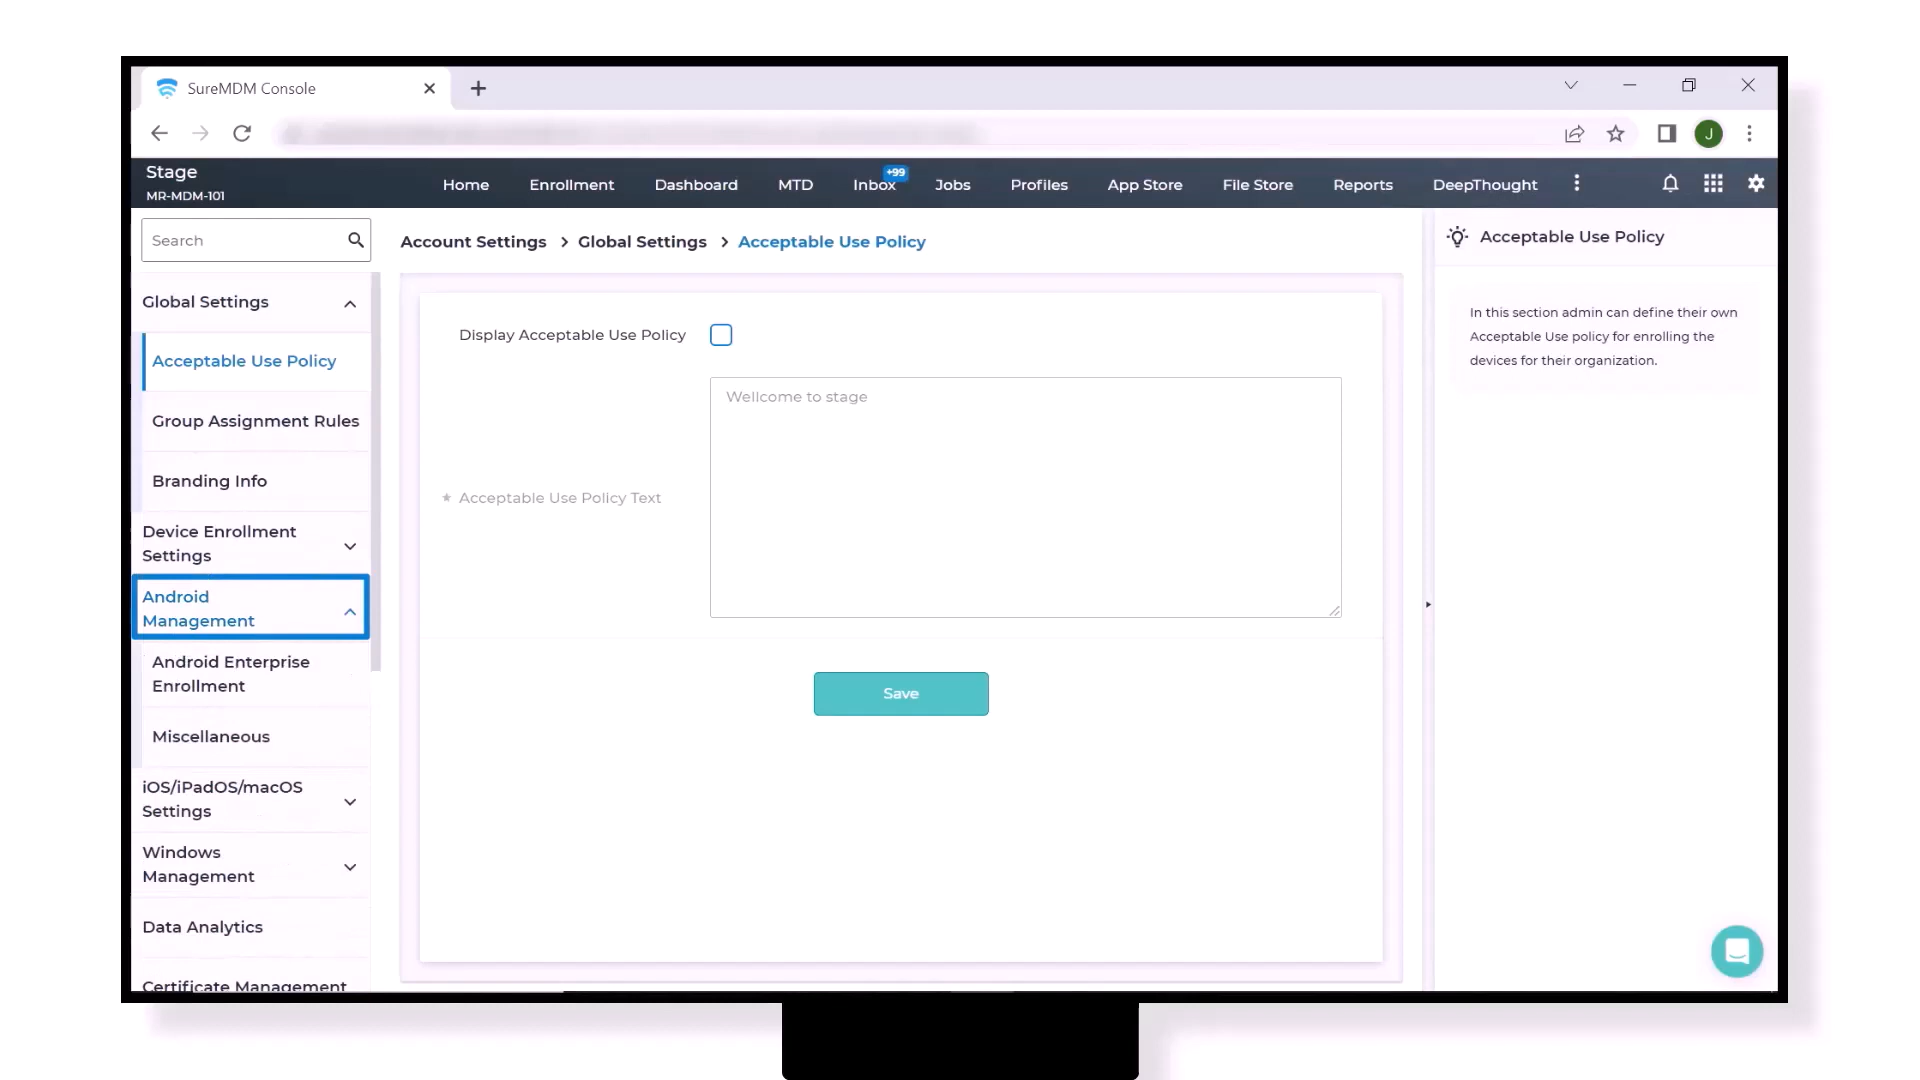 SureMDM Console
J
Stage
MR-MDM-101
Home
Enrollment
Dashboard
MTD
Inbox
+99
Jobs
Profiles
App Store
File Store
Reports
DeepThought
Search
Account Settings > Global Settings > Acceptable Use Policy
Acceptable Use Policy
Global Settings
Acceptable Use Policy
Group Assignment Rules
Branding Info
Device Enrollment
Settings
Android
Management
Android Enterprise
Enrollment
Miscellaneous
iOS/iPadOS/macOS
Settings
Windows
Management
Data Analytics
Certificate Management
Display Acceptable Use Policy
Wellcome to stage
* Acceptable Use Policy Text
Save
In this section admin can define their own
Acceptable Use policy for enrolling the
devices for their organization.